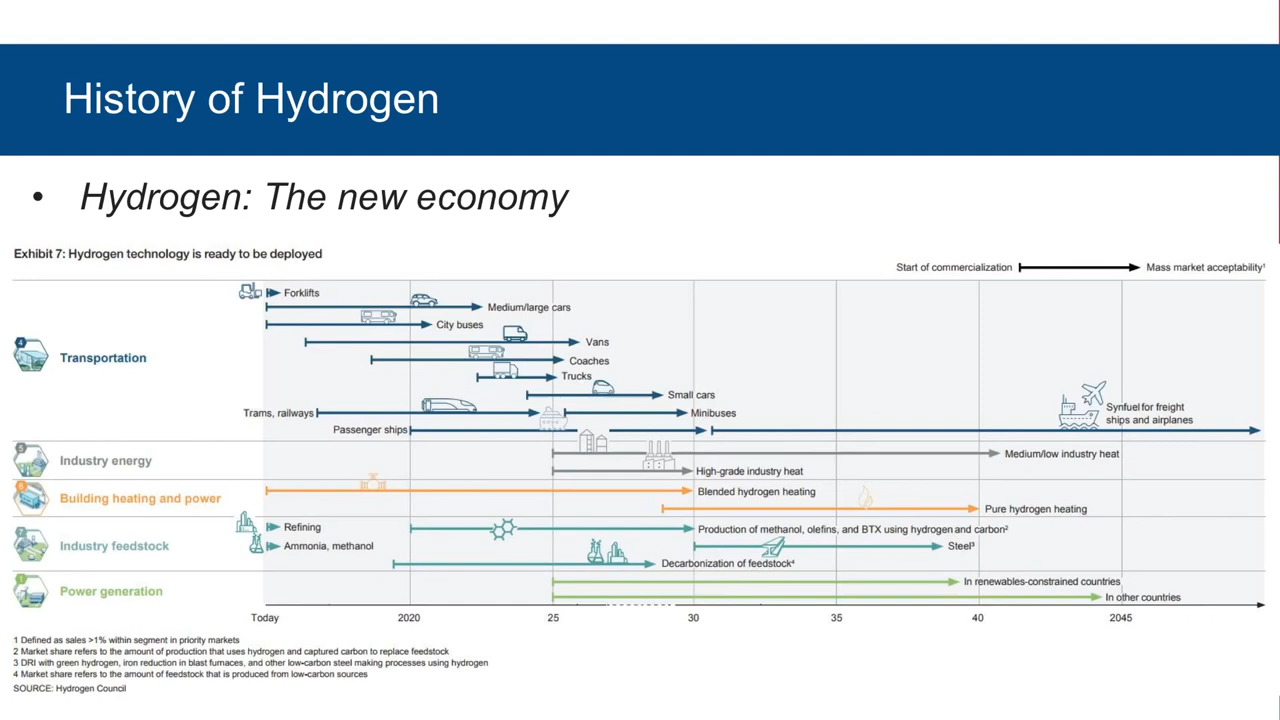 History of Hydrogen
• Hydrogen: The new economy
Exhibit 7: Hydrogen technology is ready to be deployed
Start of commercialization
Mass market acceptability¹
4
Transportation
Forklifts
Medium/large cars
City buses
Vans
Coaches
Trucks
Small cars
Trams, railways
Minibuses
Passenger ships
Synfuel for freight
ships and airplanes
5
Industry energy
Medium/low industry heat
High-grade industry heat
6
Building heating and power
Blended hydrogen heating
Pure hydrogen heating
7
Industry feedstock
Refining
Production of methanol, olefins, and BTX using hydrogen and carbon²
Ammonia, methanol
Steel³
Decarbonization of feedstock⁴
1
Power generation
In renewables-constrained countries
In other countries
Today 2020 25 30 35 40 2045
1 Defined as sales >1% within segment in priority markets
2 Market share refers to the amount of production that uses hydrogen and captured carbon to replace feedstock
3 DRI with green hydrogen, iron reduction in blast furnaces, and other low-carbon steel making processes using hydrogen
4 Market share refers to the amount of feedstock that is produced from low-carbon sources
SOURCE: Hydrogen Council